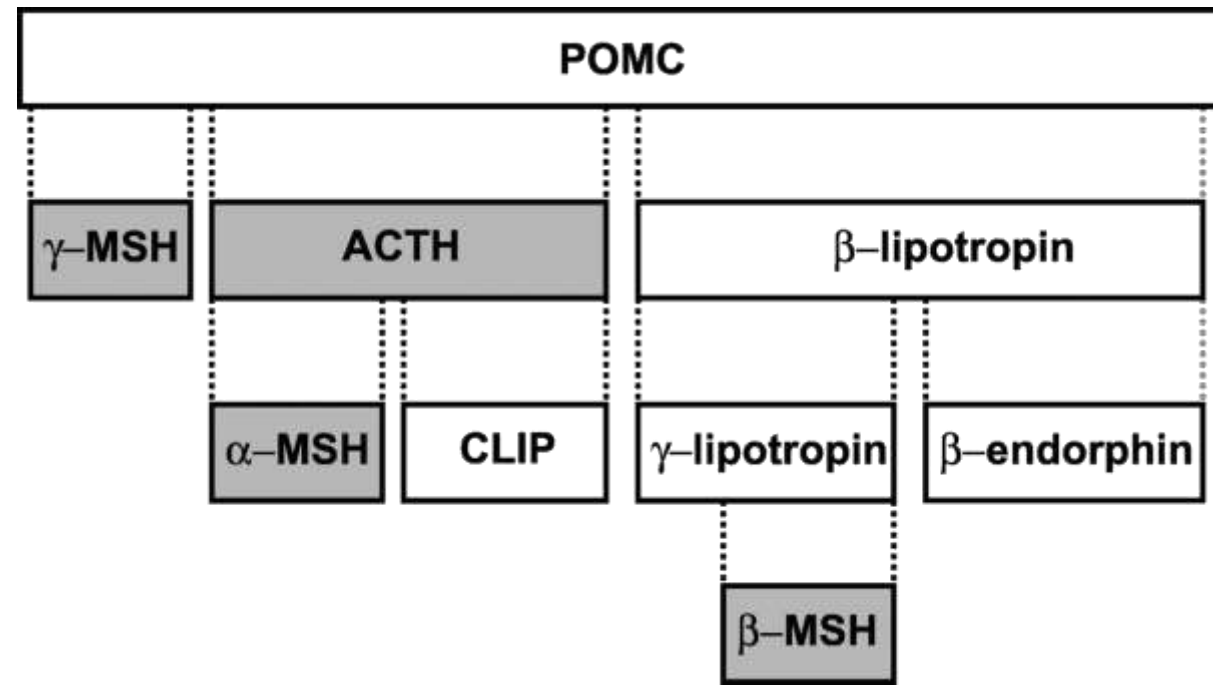 POMC
γ–MSH
ACTH
β–lipotropin
α–MSH
CLIP
γ–lipotropin
β–endorphin
β–MSH